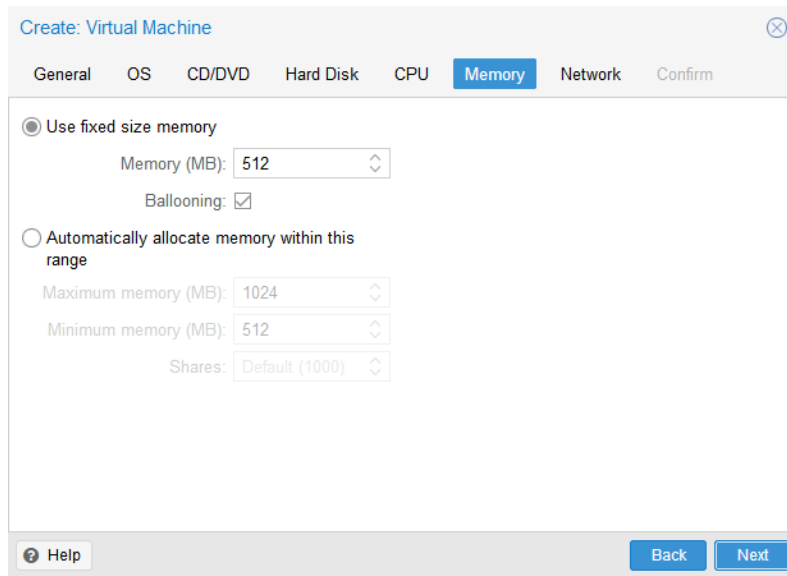 Create: Virtual Machine
General OS CD/DVD Hard Disk CPU Memory Network Confirm
Use fixed size memory
Memory (MB): 512
Ballooning:
Automatically allocate memory within this
range
Maximum memory (MB): 1024
Minimum memory (MB): 512
Shares: Default (1000)
Help Back Next